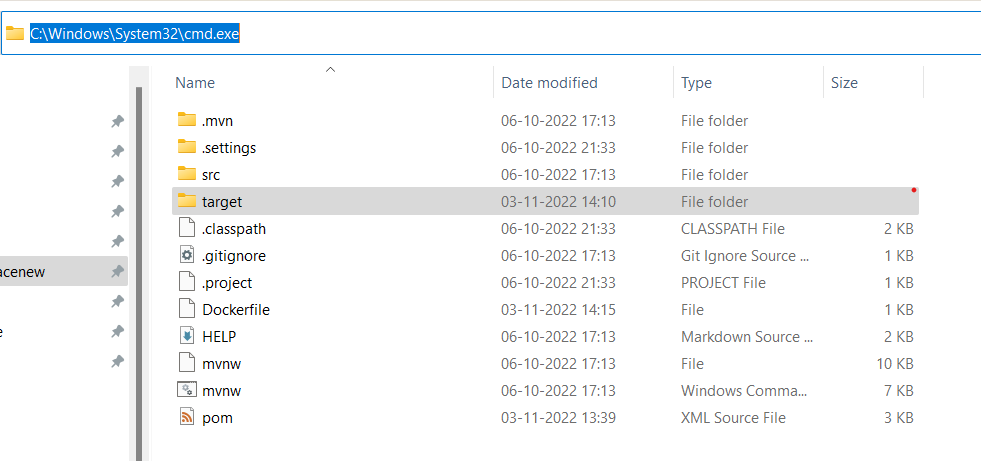 C:\Windows\System32\cmd.exe
Name Date modified Type Size
.mvn 06-10-2022 17:13 File folder
.settings 06-10-2022 21:33 File folder
src 06-10-2022 17:13 File folder
target 03-11-2022 14:10 File folder
.classpath 06-10-2022 21:33 CLASSPATH File 2 KB
.gitignore 06-10-2022 17:13 Git Ignore Source ... 1 KB
acenew .project 06-10-2022 21:33 PROJECT File 1 KB
Dockerfile 03-11-2022 14:15 File 1 KB
e HELP 06-10-2022 17:13 Markdown Source ... 2 KB
mvnw 06-10-2022 17:13 File 10 KB
mvnw 06-10-2022 17:13 Windows Comma... 7 KB
pom 03-11-2022 13:39 XML Source File 3 KB